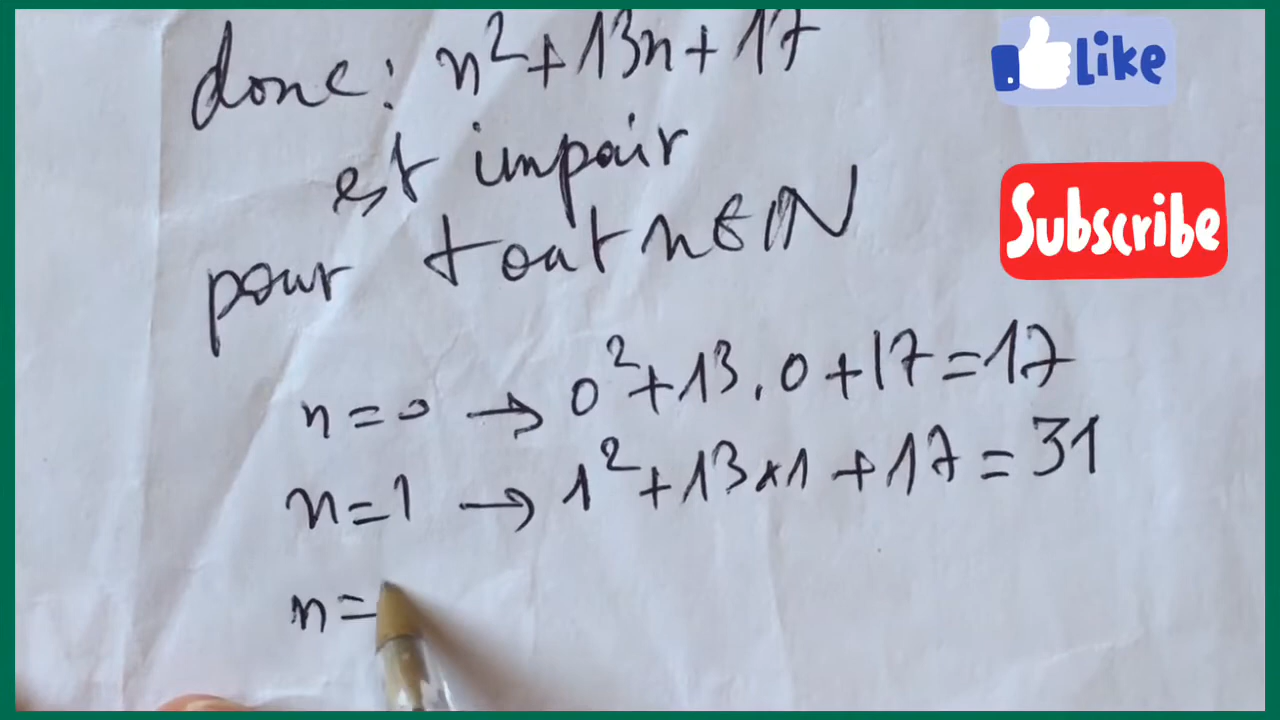 donc: n²+13n+17
est impair
pour tout n∈ℕ
n=0 → 0²+13.0+17=17
n=1 → 1²+13×1+17=31
n=
Like
Subscribe